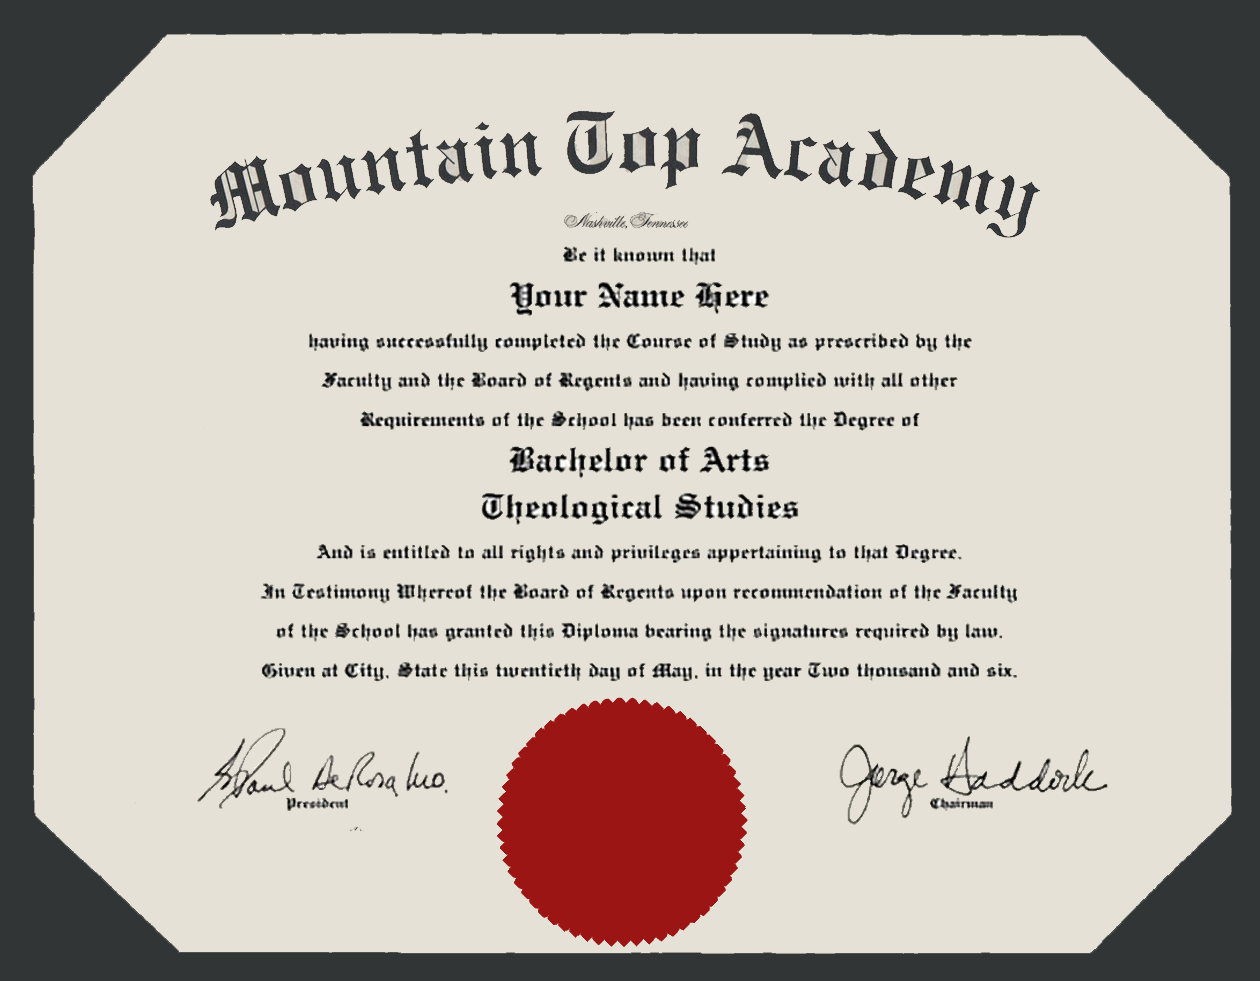 Mountain Top Academy
Nashville, Tennessee
Be it known that
Your Name Here
having successfully completed the Course of Study as prescribed by the
Faculty and the Board of Regents and having complied with all other
Requirements of the School has been conferred the Degree of
Bachelor of Arts
Theological Studies
And is entitled to all rights and privileges appertaining to that Degree.
In Testimony Whereof the Board of Regents upon recommendation of the Faculty
of the School has granted this Diploma bearing the signatures required by law.
Given at City, State this twentieth day of May, in the year Two thousand and six.
Jorge Haddock
President
Chairman